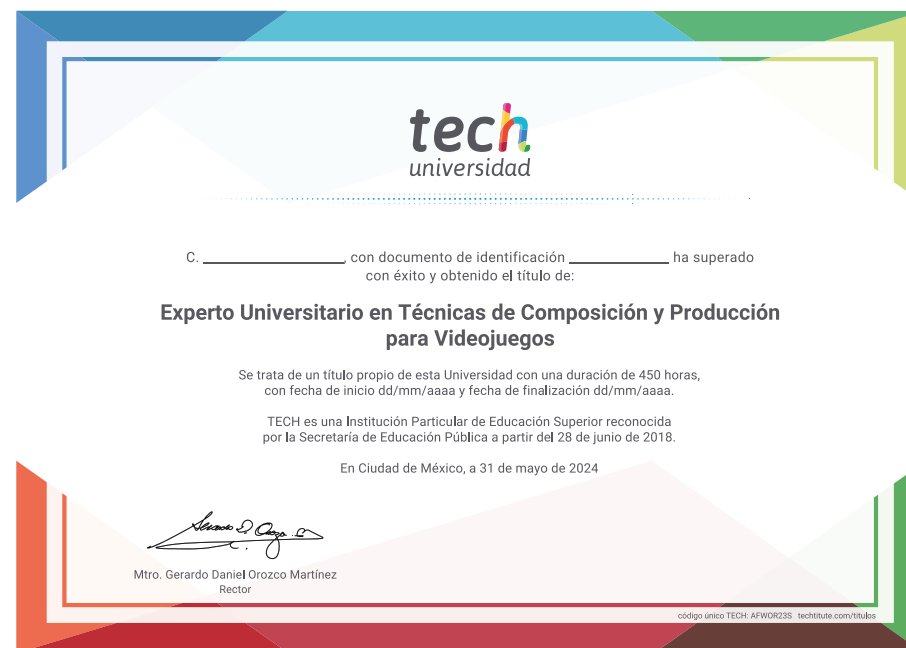 tech
universidad
C. ____________, con documento de identificación ____________ ha superado
con éxito y obtenido el título de:
Experto Universitario en Técnicas de Composición y Producción
para Videojuegos
Se trata de un título propio de esta Universidad con una duración de 450 horas,
con fecha de inicio dd/mm/aaaa y fecha de finalización dd/mm/aaaa.
TECH es una Institución Particular de Educación Superior reconocida
por la Secretaría de Educación Pública a partir del 28 de junio de 2018.
En Ciudad de México, a 31 de mayo de 2024
Mtro. Gerardo Daniel Orozco Martínez
Rector
código único TECH: AFWOR23S techtitute.com/titulos